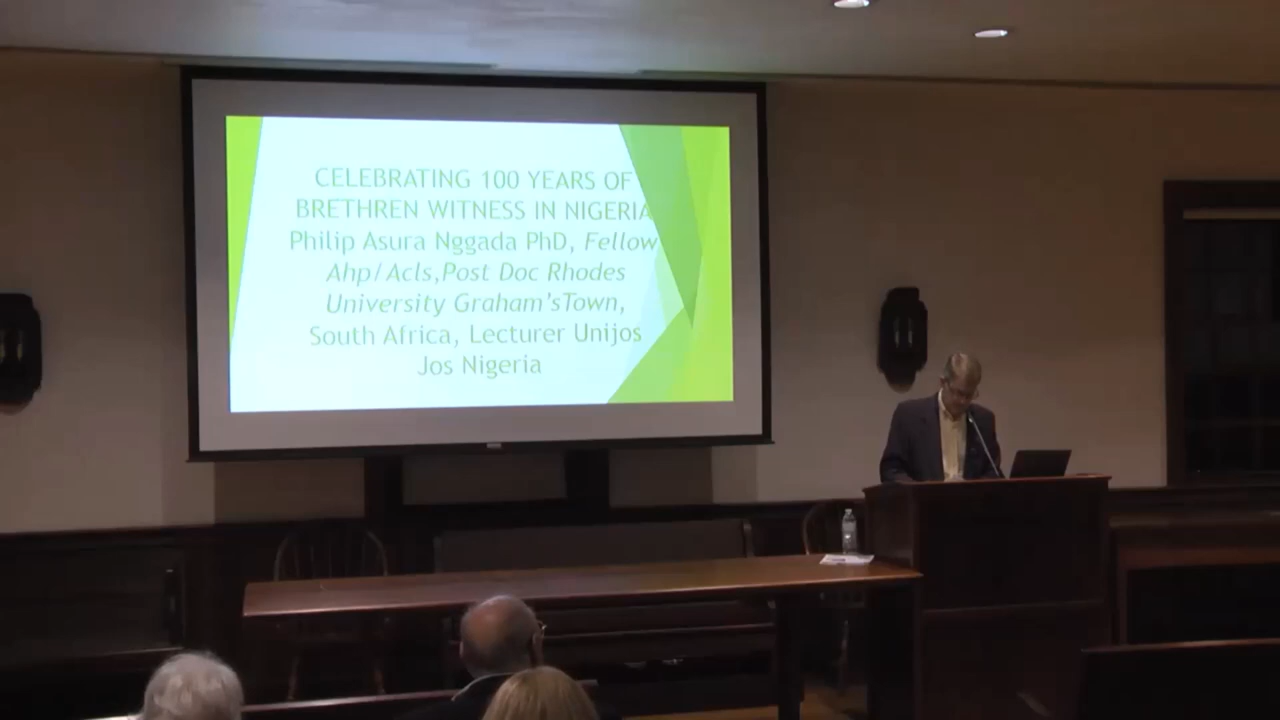 CELEBRATING 100 YEARS OF
BRETHREN WITNESS IN NIGERIA
Philip Asura Nggada PhD, Fellow
Ahp/Acls,Post Doc Rhodes
University Graham'sTown,
South Africa, Lecturer Unijos
Jos Nigeria